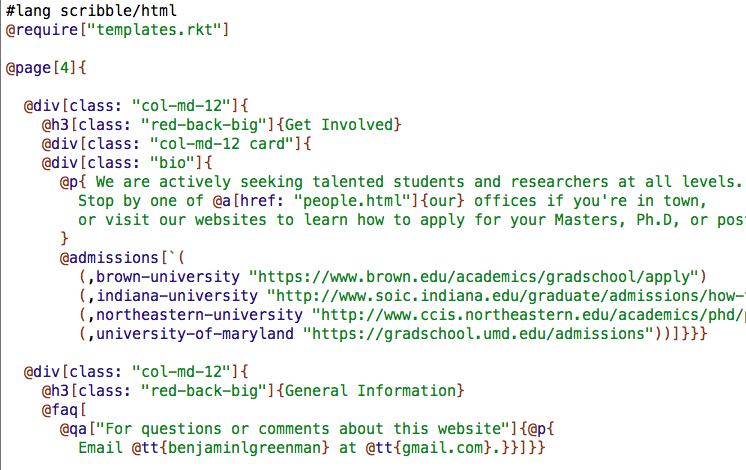 #lang scribble/html
@require["templates.rkt"]
@page[4]{
@div[class: "col-md-12"]{
@h3[class: "red-back-big"]{Get Involved}
@div[class: "col-md-12 card"]{
@div[class: "bio"]{
@p{ We are actively seeking talented students and researchers at all levels.
Stop by one of @a[href: "people.html"]{our} offices if you're in town,
or visit our websites to learn how to apply for your Masters, Ph.D, or pos
}
@admissions[`(
(,brown-university "https://www.brown.edu/academics/gradschool/apply")
(,indiana-university "http://www.soic.indiana.edu/graduate/admissions/how-
(,northeastern-university "http://www.ccis.northeastern.edu/academics/phd/
(,university-of-maryland "https://gradschool.umd.edu/admissions"))]}}}
@div[class: "col-md-12"]{
@h3[class: "red-back-big"]{General Information}
@faq[
@qa["For questions or comments about this website"]{@p{
Email @tt{benjaminlgreenman} at @tt{gmail.com}.}}]}}